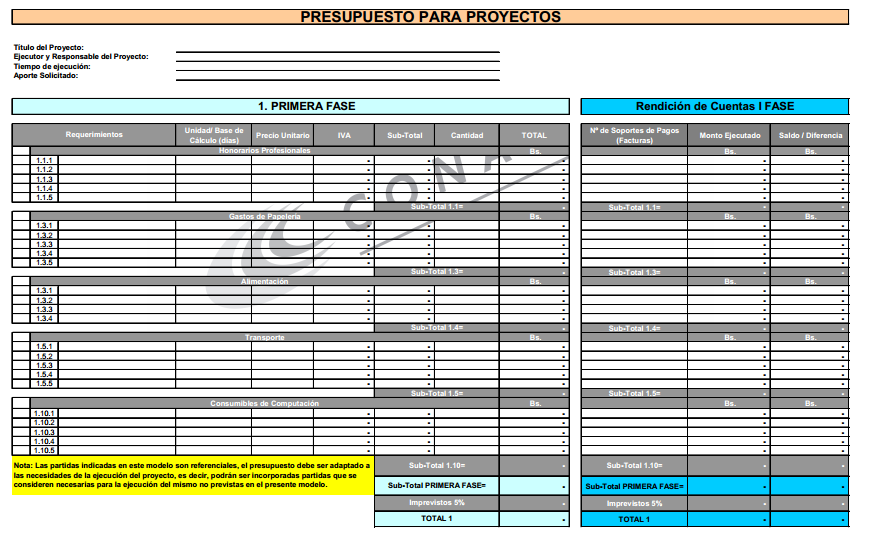 PRESUPUESTO PARA PROYECTOS
Título del Proyecto:
Ejecutor y Responsable del Proyecto:
Tiempo de ejecución:
Aporte Solicitado:
1. PRIMERA FASE Rendición de Cuentas I FASE
Requerimientos Unidad/ Base de Cálculo (días) Precio Unitario IVA Sub-Total Cantidad TOTAL Nº de Soportes de Pagos (Facturas) Monto Ejecutado Saldo / Diferencia
Honorarios Profesionales Bs. Bs. Bs.
1.1.1 - - - - -
1.1.2 - - - - -
1.1.3 - - - - -
1.1.4 - - - - -
1.1.5 - - - - -
Sub-Total 1.1= - Sub-Total 1.1= - -
Gastos de Papelería Bs.
1.3.1 - - - - -
1.3.2 - - - - -
1.3.3 - - - - -
1.3.4 - - - - -
1.3.5 - - - - -
Sub-Total 1.3= - Sub-Total 1.3= - -
Alimentación Bs.
1.3.1 - - - - -
1.3.2 - - - - -
1.3.3 - - - - -
1.3.4 - - - - -
Sub-Total 1.4= - Sub-Total 1.4= - -
Transporte Bs. Bs. Bs.
1.5.1 - - - - -
1.5.2 - - - - -
1.5.3 - - - - -
1.5.4 - - - - -
1.5.5 - - - - -
Sub-Total 1.5= - Sub-Total 1.5= - -
Consumibles de Computación Bs. Bs. Bs.
1.10.1 - - - - -
1.10.2 - - - - -
1.10.3 - - - - -
1.10.4 - - - - -
1.10.5 - - - - -
Nota: Las partidas indicadas en este modelo son referenciales, el presupuesto debe ser adaptado a
las necesidades de la ejecución del proyecto, es decir, podrán ser incorporadas partidas que se
consideren necesarias para la ejecución del mismo no previstas en el presente modelo.
Sub-Total 1.10= - Sub-Total 1.10= - -
Sub-Total PRIMERA FASE= - Sub-Total PRIMERA FASE= - -
Imprevistos 5% - Imprevistos 5% - -
TOTAL 1 - TOTAL 1 - -
CONA